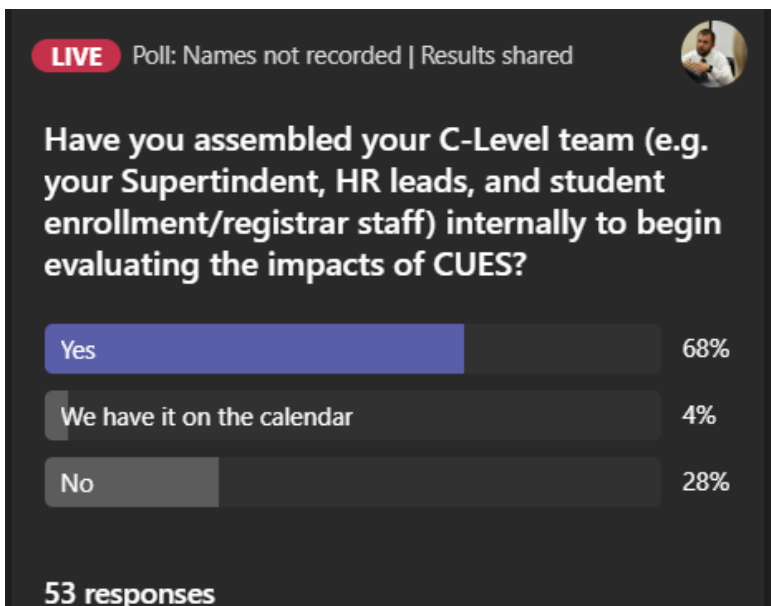 LIVE Poll: Names not recorded | Results shared
Have you assembled your C-Level team (e.g.
your Supertindent, HR leads, and student
enrollment/registrar staff) internally to begin
evaluating the impacts of CUES?
Yes 68%
We have it on the calendar 4%
No 28%
53 responses